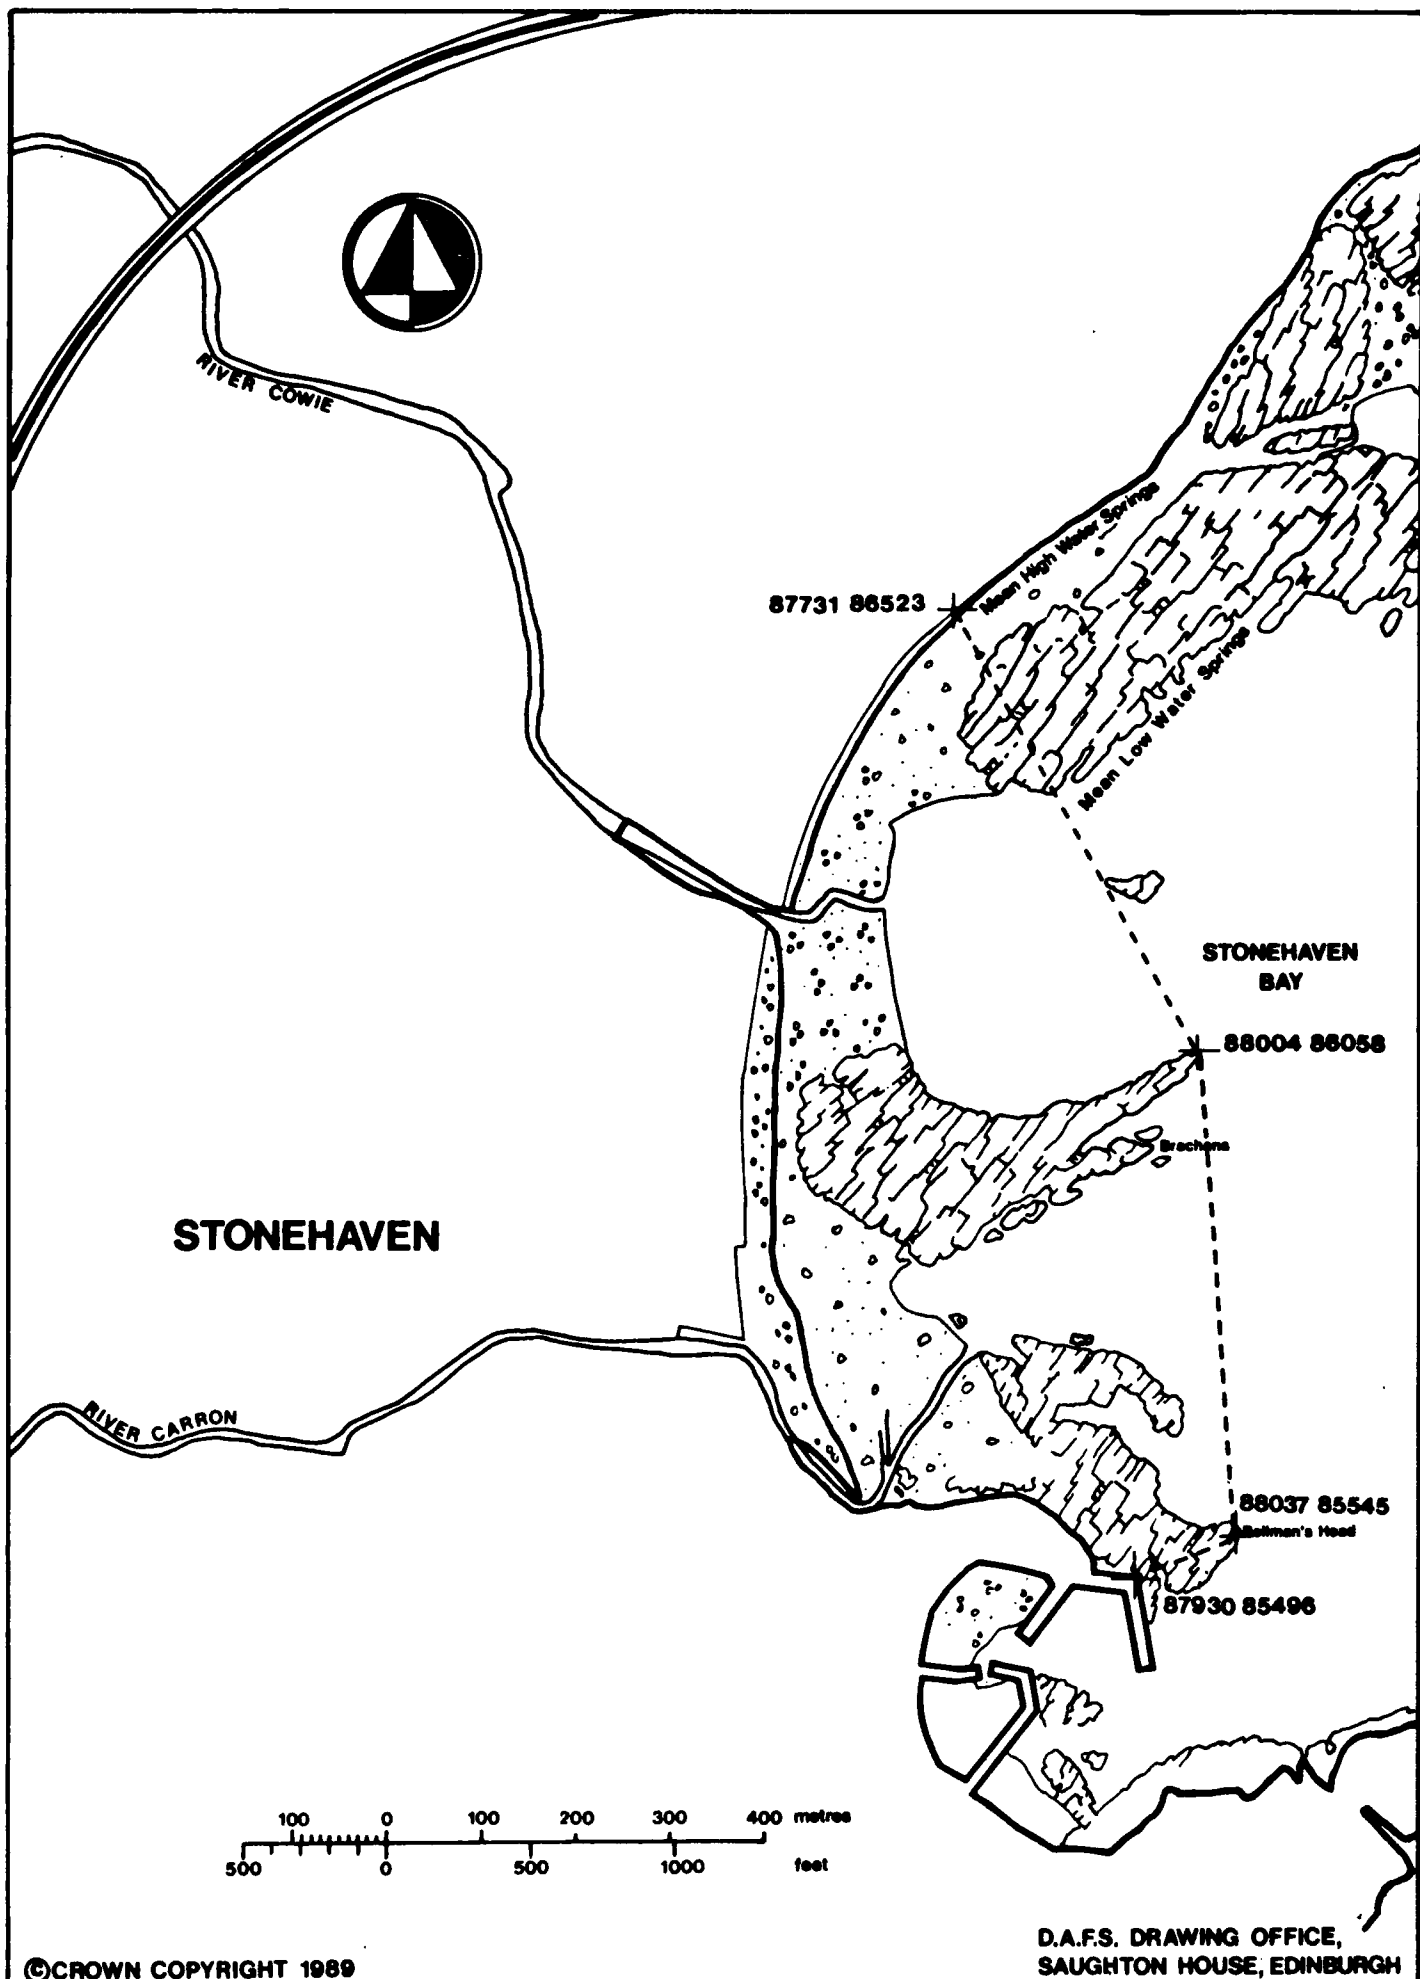 RIVER COWIE
Mean High Water Springs
87731 86523
Mean Low Water Springs
STONEHAVEN
BAY
88004 86058
Brachans
STONEHAVEN
RIVER CARRON
88037 85545
Bellman's Head
87930 85496
100 0 100 200 300 400 metres
500 0 500 1000 feet
D.A.F.S. DRAWING OFFICE,
©CROWN COPYRIGHT 1989
SAUGHTON HOUSE, EDINBURGH